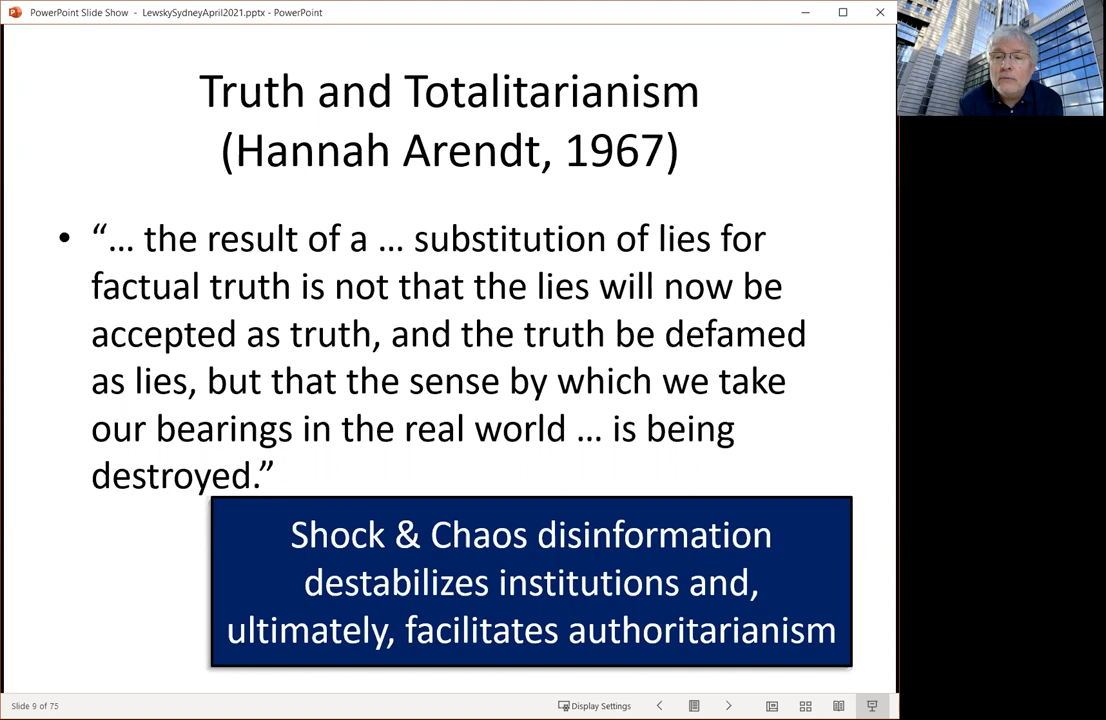 PowerPoint Slide Show - LewskySydneyApril2021.pptx - PowerPoint
Truth and Totalitarianism
(Hannah Arendt, 1967)
• “… the result of a … substitution of lies for
factual truth is not that the lies will now be
accepted as truth, and the truth be defamed
as lies, but that the sense by which we take
our bearings in the real world … is being
destroyed.”
Shock & Chaos disinformation
destabilizes institutions and,
ultimately, facilitates authoritarianism
Slide 9 of 75
Display Settings